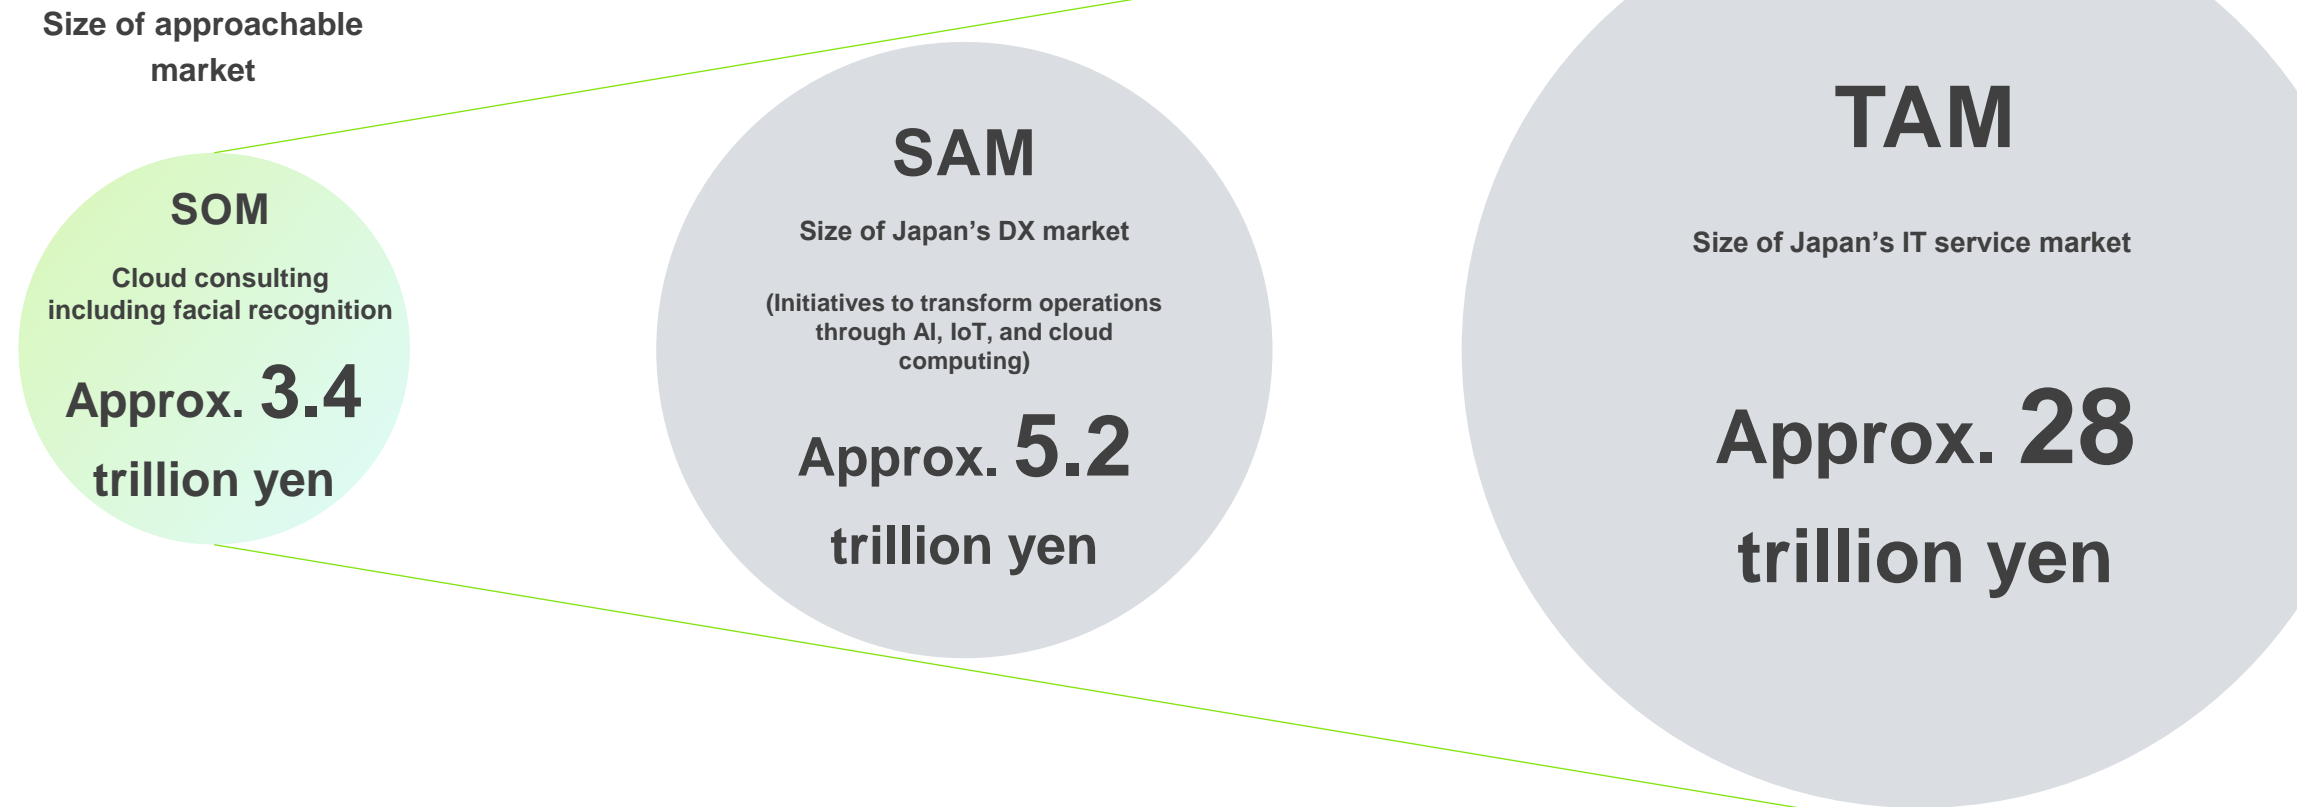 Size of approachable
market
SOM
Cloud consulting
including facial recognition
Approx. 3.4
trillion yen
SAM
Size of Japan’s DX market
(Initiatives to transform operations
through AI, IoT, and cloud
computing)
Approx. 5.2
trillion yen
TAM
Size of Japan’s IT service market
Approx. 28
trillion yen